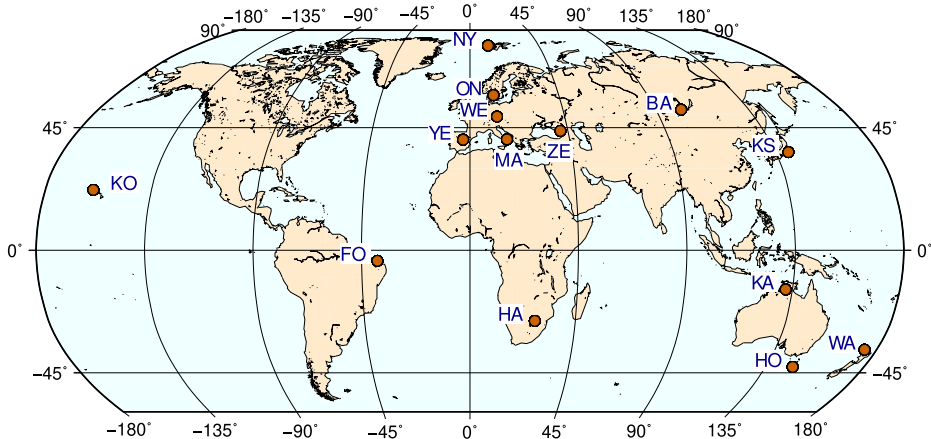 −180° −135° −90° −45° 0 45° 90° 135° 180°
90° 90°
NY
ON
WE
BA
45° 45°
YE
MA
ZE
KS
KO
0° 0°
FO
KA
HA
WA
HO
−45° −45°
−180° −135° −90° −45° 0° 45° 90° 135° 180°